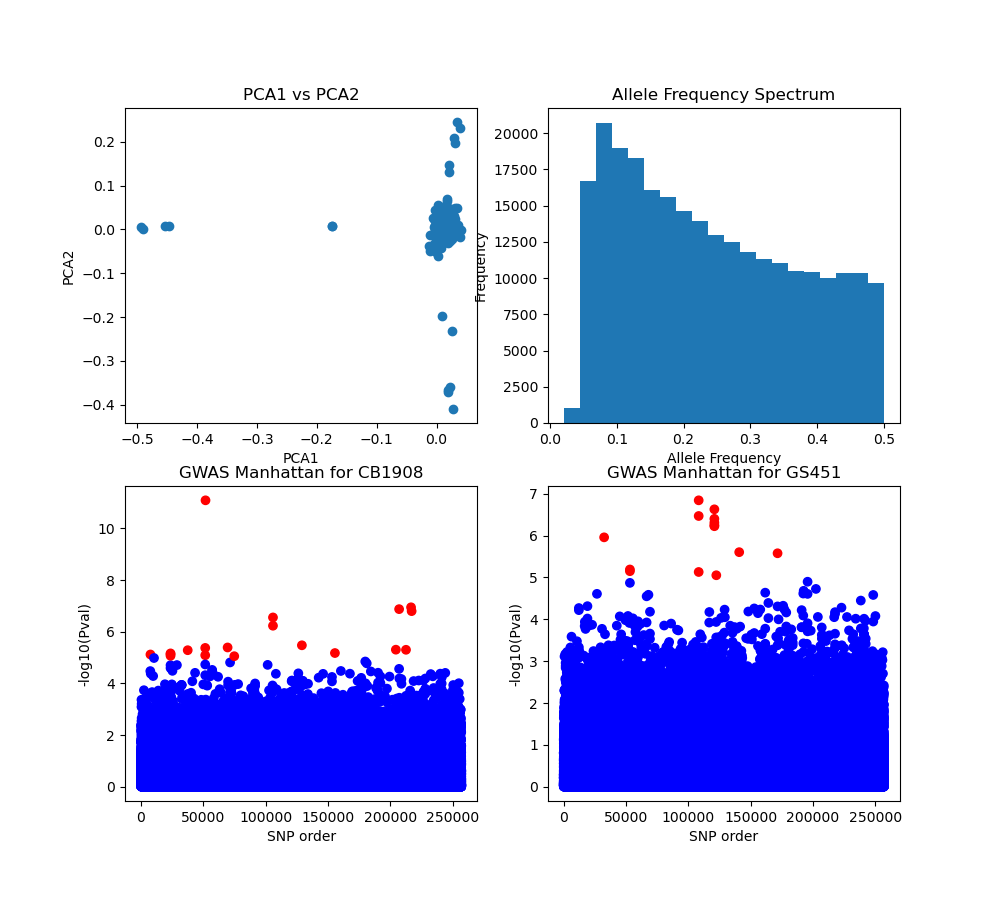 PCA1 vs PCA2
0.2
0.1
0.0
−0.1
−0.2
−0.3
−0.4
PCA2
−0.5 −0.4 −0.3 −0.2 −0.1 0.0
PCA1
Allele Frequency Spectrum
20000
17500
15000
12500
10000
7500
5000
2500
0
Frequency
0.0 0.1 0.2 0.3 0.4 0.5
Allele Frequency
GWAS Manhattan for CB1908
10
8
6
4
2
0
-log10(Pval)
0 50000 100000 150000 200000 250000
SNP order
GWAS Manhattan for GS451
7
6
5
4
3
2
1
0
-log10(Pval)
0 50000 100000 150000 200000 250000
SNP order